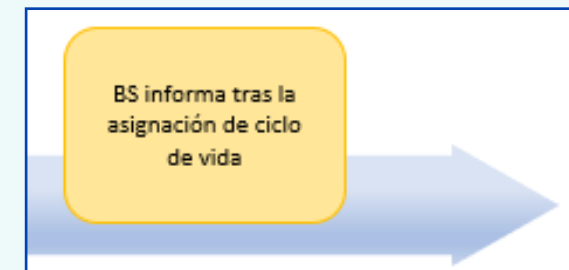 BS informa tras la
asignación de ciclo
de vida